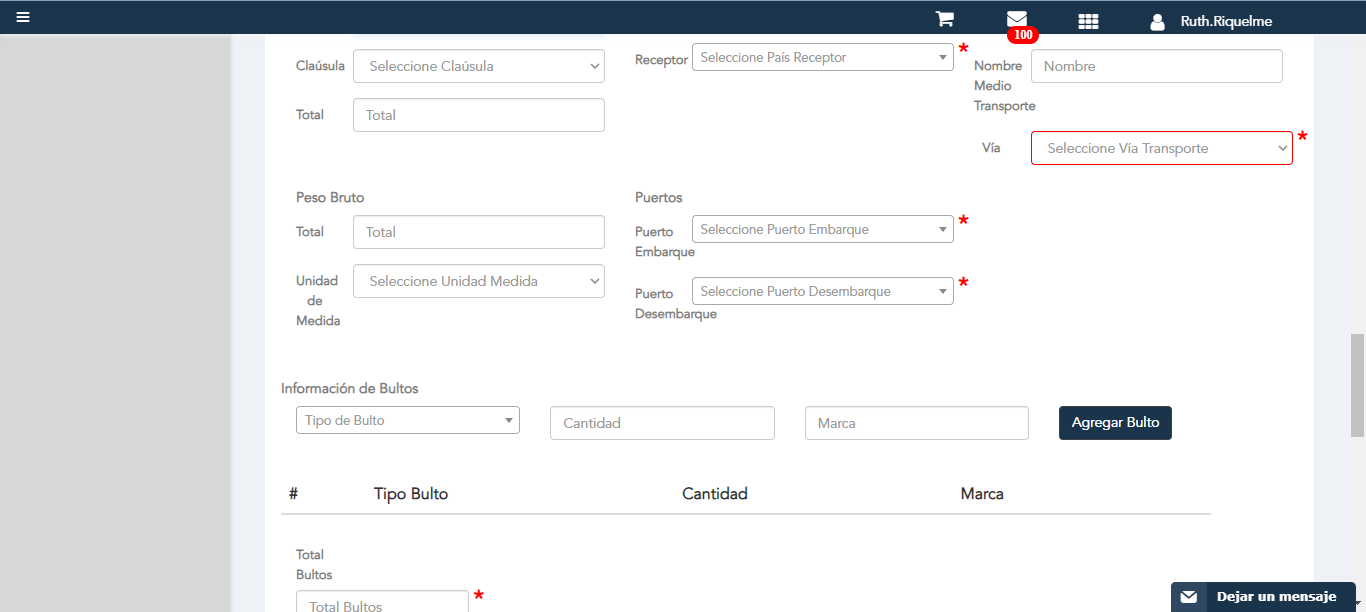 Ruth.Riquelme
100
Claúsula
Seleccione Claúsula
Receptor
Seleccione País Receptor
*
Nombre
Medio
Transporte
Nombre
Total
Total
Vía
Seleccione Vía Transporte
*
Peso Bruto
Puertos
Total
Total
Puerto
Embarque
Seleccione Puerto Embarque
*
Unidad
de
Medida
Seleccione Unidad Medida
Puerto
Desembarque
Seleccione Puerto Desembarque
*
Información de Bultos
Tipo de Bulto
Cantidad
Marca
Agregar Bulto
# Tipo Bulto Cantidad Marca
Total
Bultos
Total Bultos
*
Dejar un mensaje